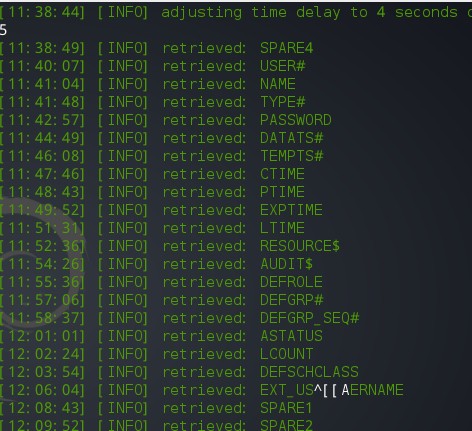 [11:38:44] [INFO] adjusting time delay to 4 seconds
5
[11:38:49] [INFO] retrieved: SPARE4
[11:40:07] [INFO] retrieved: USER#
[11:41:04] [INFO] retrieved: NAME
[11:41:48] [INFO] retrieved: TYPE#
[11:42:57] [INFO] retrieved: PASSWORD
[11:44:49] [INFO] retrieved: DATATS#
[11:46:08] [INFO] retrieved: TEMPTS#
[11:47:46] [INFO] retrieved: CTIME
[11:48:43] [INFO] retrieved: PTIME
[11:49:52] [INFO] retrieved: EXPTIME
[11:51:31] [INFO] retrieved: LTIME
[11:52:36] [INFO] retrieved: RESOURCE$
[11:54:26] [INFO] retrieved: AUDIT$
[11:55:36] [INFO] retrieved: DEFROLE
[11:57:06] [INFO] retrieved: DEFGRP#
[11:58:37] [INFO] retrieved: DEFGRP_SEQ#
[12:01:01] [INFO] retrieved: ASTATUS
[12:02:24] [INFO] retrieved: LCOUNT
[12:03:54] [INFO] retrieved: DEFSCHCLASS
[12:06:04] [INFO] retrieved: EXT_US^[[AERNAME
[12:08:43] [INFO] retrieved: SPARE1
[12:09:52] [INFO] retrieved: SPARE2